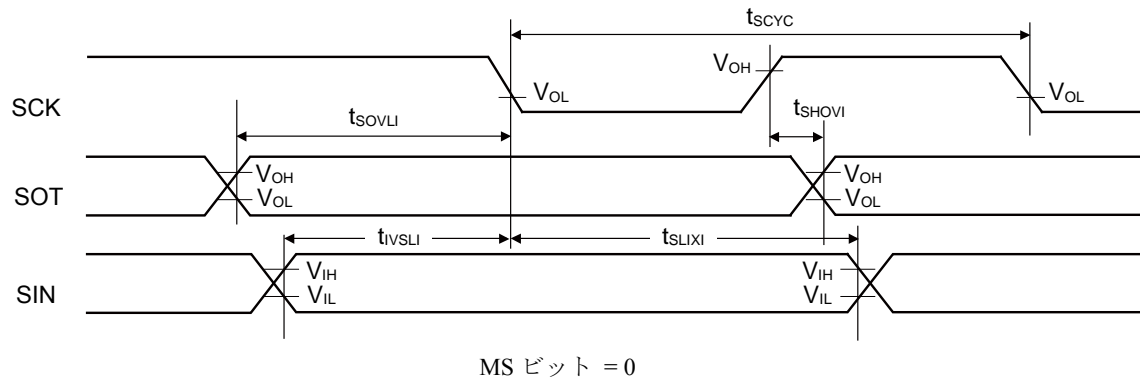 tSCYC
VOH
VOL
VOL
SCK
tSOVLI
tSHOVI
VOH
VOH
SOT
VOL
VOL
tIVSLI
tSLIXI
VIH
VIH
SIN
VIL
VIL
MS ビット = 0